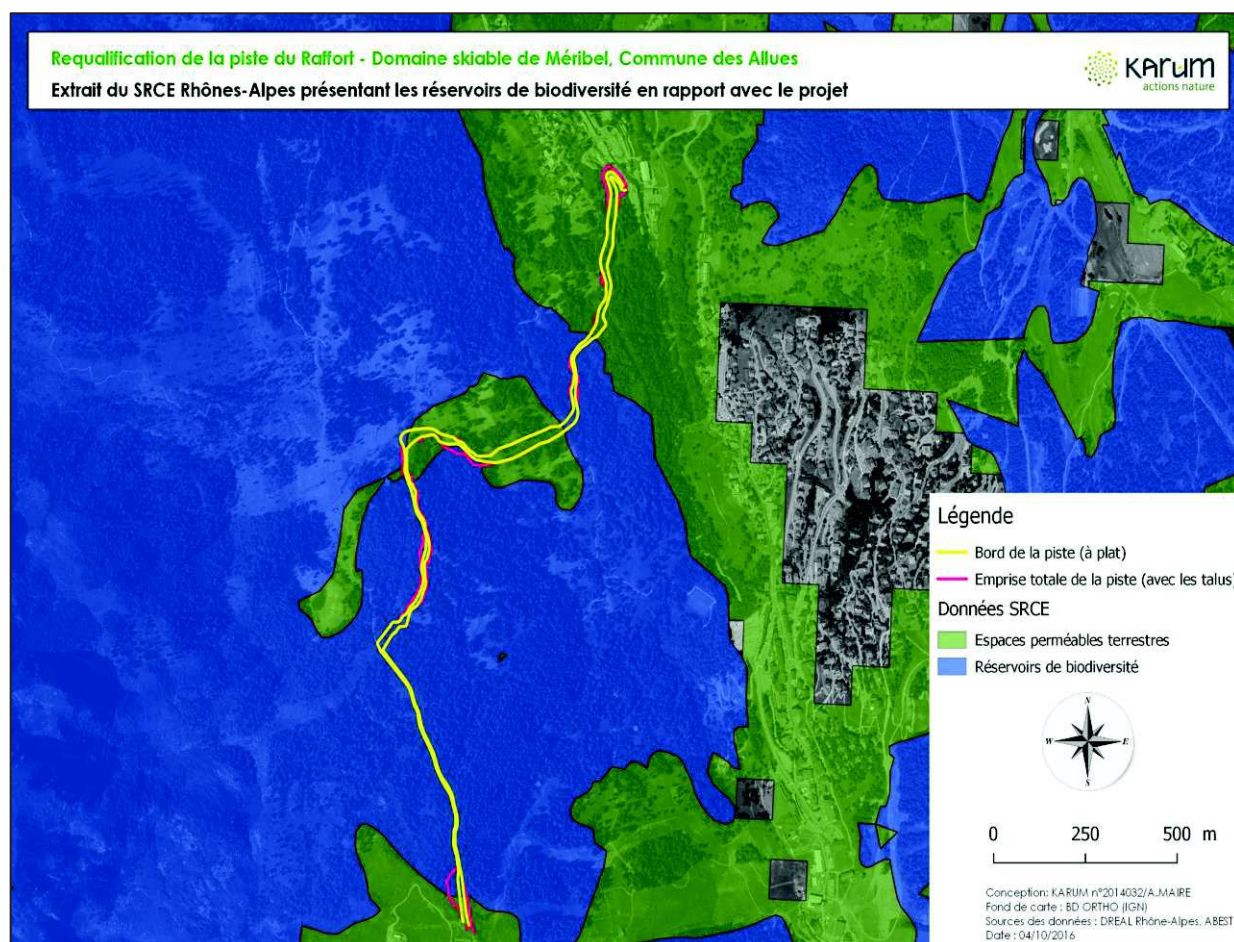 Requalification de la piste du Raffort - Domaine skiable de Méribel, Commune des Allues
Extrait du SRCE Rhônes-Alpes présentant les réservoirs de biodiversité en rapport avec le projet
KARUM
actions nature
Légende
Bord de la piste (à plat)
Emprise totale de la piste (avec les talus)
Données SRCE
Espaces perméables terrestres
Réservoirs de biodiversité
N
W E
S
0 250 500 m
Conception: KARUM n°2014032/A.MAIRE
Fond de carte : BD ORTHO (IGN)
Sources des données : DREAL Rhône-Alpes, ABEST
Date : 04/10/2016